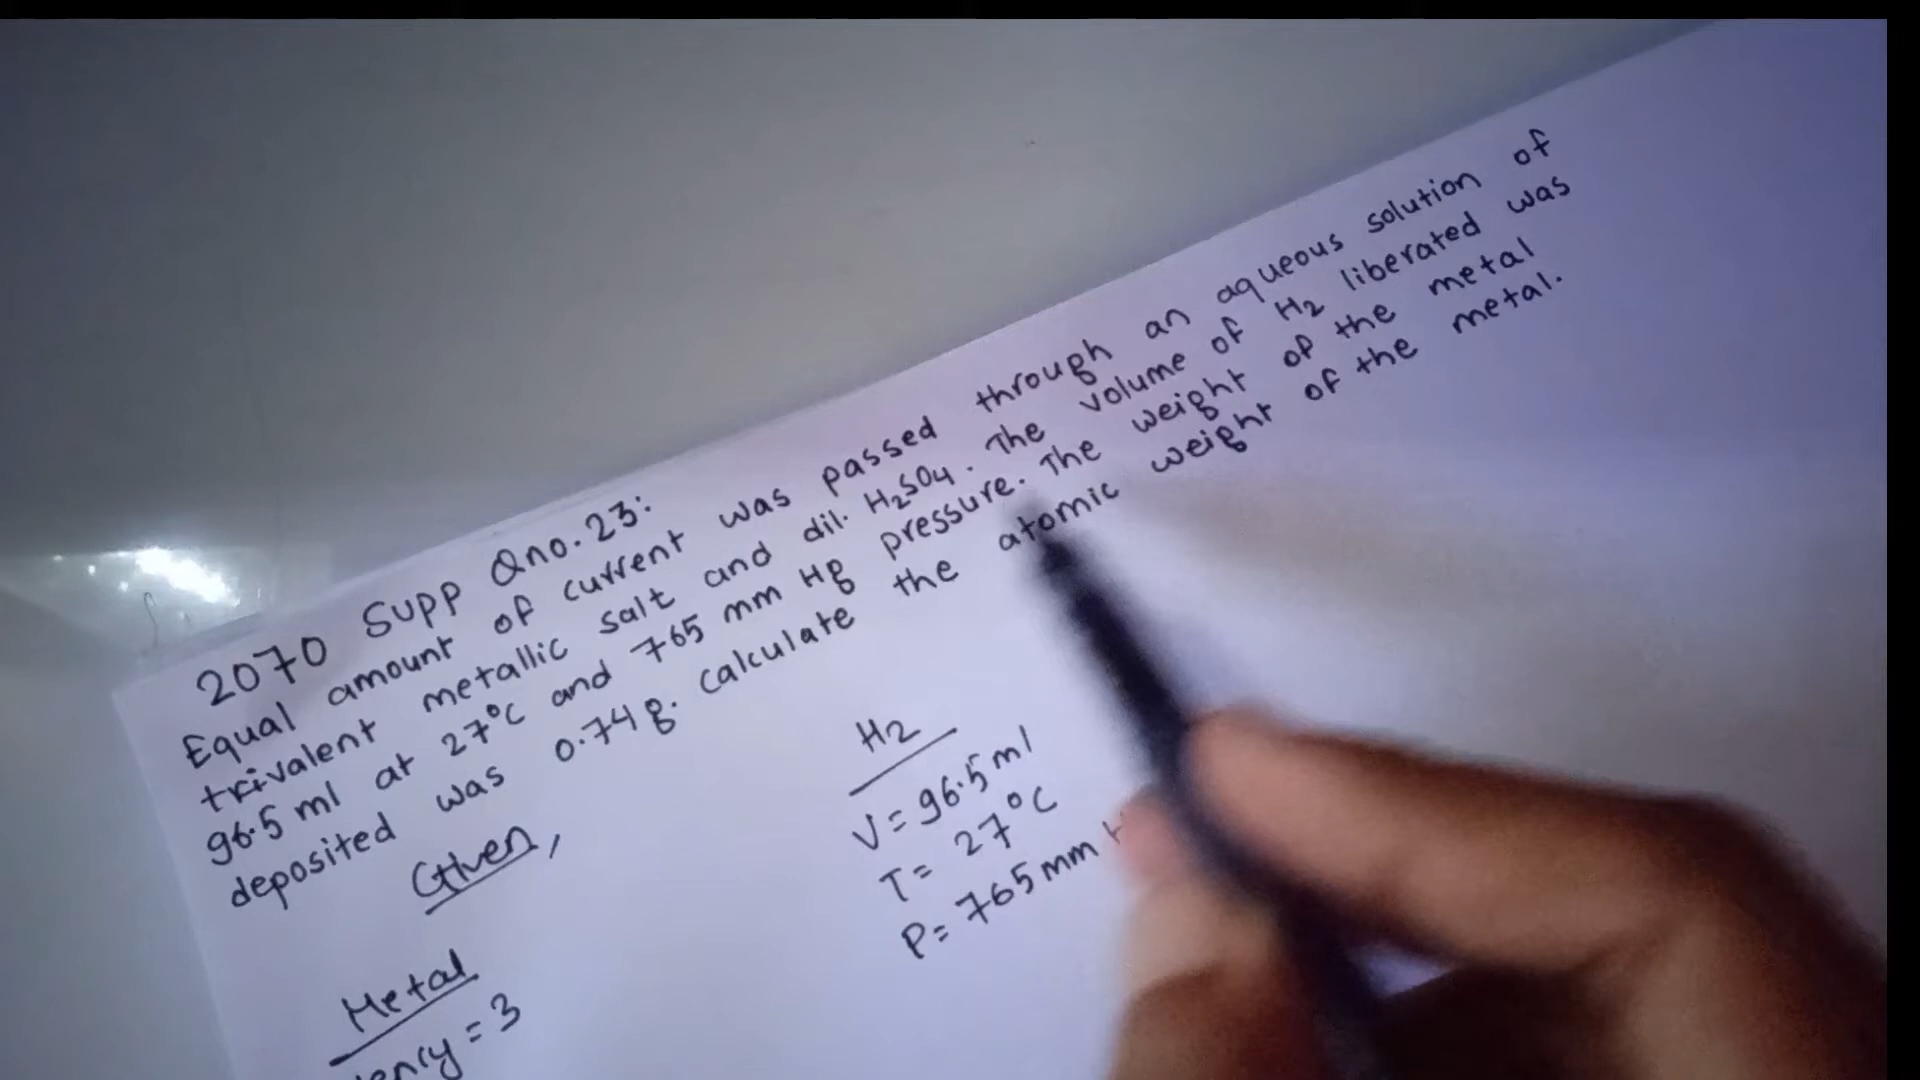 2070 Supp Qno. 23:
Equal amount of current was passed through an aqueous solution of
trivalent metallic salt and dil. H2SO4. The volume of H2 liberated was
96.5 ml at 27°C and 765 mm Hg pressure. The weight of the metal
deposited was 0.74 g. calculate the atomic weight of the metal.
Given,
H2
V = 96.5 ml
T = 27°C
P = 765 mm
Metal
= 3